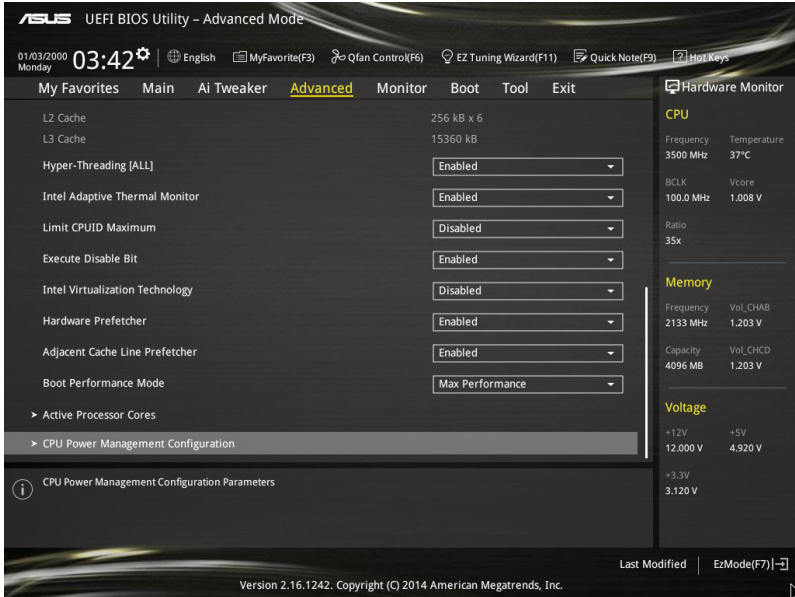 ASUS UEFI BIOS Utility – Advanced Mode
01/03/2000 Monday 03:42 English MyFavorite(F3) Qfan Control(F6) EZ Tuning Wizard(F11) Quick Note(F9) ? Hot Keys
My Favorites Main Ai Tweaker Advanced Monitor Boot Tool Exit
Hardware Monitor
L2 Cache 256 kB x 6
L3 Cache 15360 kB
Hyper-Threading [ALL] Enabled
Intel Adaptive Thermal Monitor Enabled
Limit CPUID Maximum Disabled
Execute Disable Bit Enabled
Intel Virtualization Technology Disabled
Hardware Prefetcher Enabled
Adjacent Cache Line Prefetcher Enabled
Boot Performance Mode Max Performance
> Active Processor Cores
> CPU Power Management Configuration
i CPU Power Management Configuration Parameters
CPU
Frequency Temperature
3500 MHz 37°C
BCLK Vcore
100.0 MHz 1.008 V
Ratio
35x
Memory
Frequency Vol_CHAB
2133 MHz 1.203 V
Capacity Vol_CHCD
4096 MB 1.203 V
Voltage
+12V +5V
12.000 V 4.920 V
+3.3V
3.120 V
Last Modified EzMode(F7)
Version 2.16.1242. Copyright (C) 2014 American Megatrends, Inc.